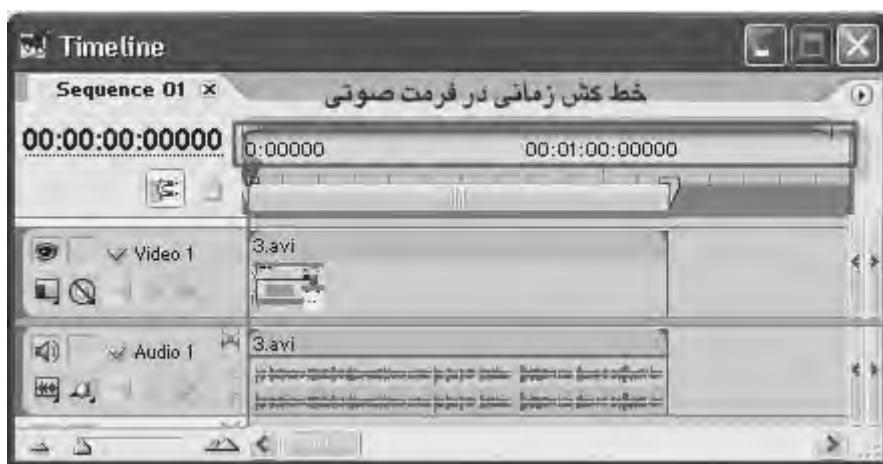 Timeline
Sequence 01 ×
خط کش زمانی در فرمت صوتی
00:00:00:00000
0:00000 00:01:00:00000
Video 1
3.avi
Audio 1
3.avi